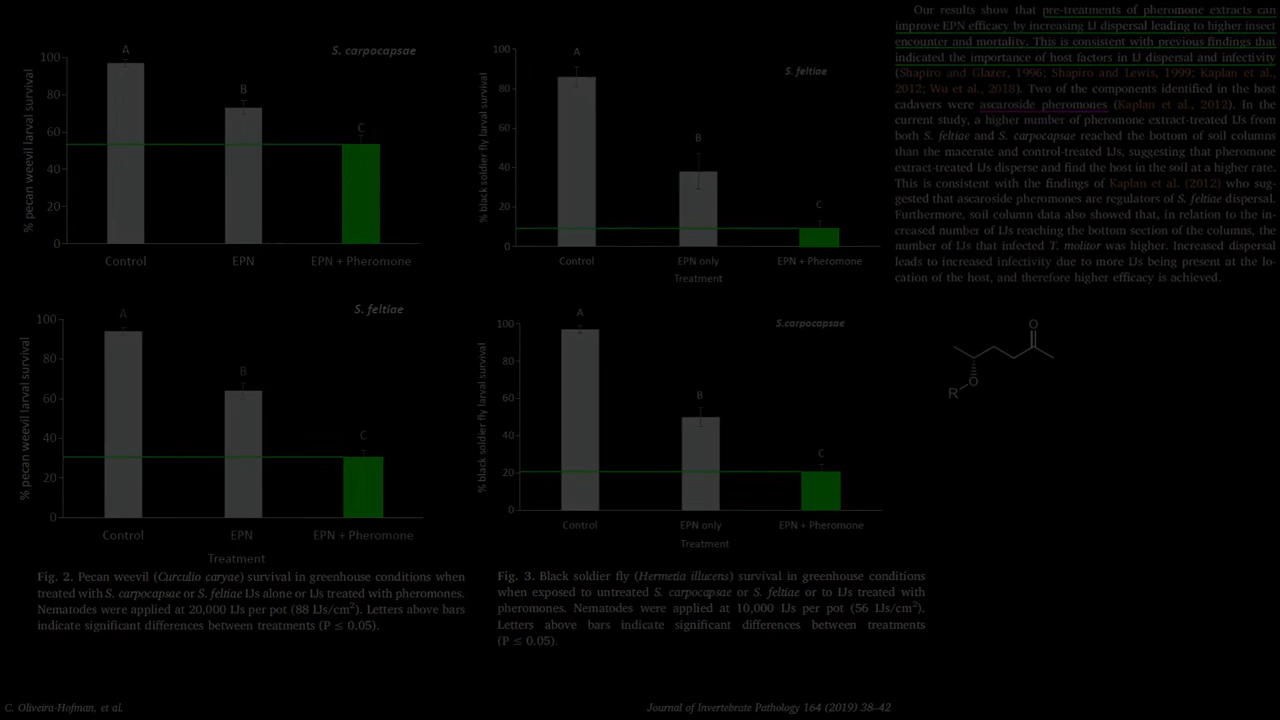 S. carpocapsae
% pecan weevil larval survival
100
80
60
40
20
0
A
B
C
Control
EPN
EPN + Pheromone
S. feltiae
% black soldier fly larval survival
100
80
60
40
20
0
A
B
C
Control
EPN only
EPN + Pheromone
Treatment
S. feltiae
% pecan weevil larval survival
100
80
60
40
20
0
A
B
C
Control
EPN
EPN + Pheromone
Treatment
S.carpocapsae
% black soldier fly larval survival
100
80
60
40
20
0
A
B
C
Control
EPN only
EPN + Pheromone
Treatment
Fig. 2. Pecan weevil (Curculio caryae) survival in greenhouse conditions when
treated with S. carpocapsae or S. feltiae IJs alone or IJs treated with pheromones.
Nematodes were applied at 20,000 IJs per pot (88 IJs/cm²). Letters above bars
indicate significant differences between treatments (P ≤ 0.05).
Fig. 3. Black soldier fly (Hermetia illucens) survival in greenhouse conditions
when exposed to untreated S. carpocapsae or S. feltiae or to IJs treated with
pheromones. Nematodes were applied at 10,000 IJs per pot (56 IJs/cm²).
Letters above bars indicate significant differences between treatments
(P ≤ 0.05).
Our results show that pre-treatments of pheromone extracts can
improve EPN efficacy by increasing IJ dispersal leading to higher insect
encounter and mortality. This is consistent with previous findings that
indicated the importance of host factors in IJ dispersal and infectivity
(Shapiro and Glazer, 1996; Shapiro and Lewis, 1999; Kaplan et al.,
2012; Wu et al., 2018). Two of the components identified in the host
cadavers were ascaroside pheromones (Kaplan et al., 2012). In the
current study, a higher number of pheromone extract-treated IJs from
both S. feltiae and S. carpocapsae reached the bottom of soil columns
than the macerate and control-treated IJs, suggesting that pheromone
extract-treated IJs disperse and find the host in the soil at a higher rate.
This is consistent with the findings of Kaplan et al. (2012) who sug-
gested that ascaroside pheromones are regulators of S. feltiae dispersal.
Furthermore, soil column data also showed that, in relation to the in-
creased number of IJs reaching the bottom section of the columns, the
number of IJs that infected T. molitor was higher. Increased dispersal
leads to increased infectivity due to more IJs being present at the lo-
cation of the host, and therefore higher efficacy is achieved.
O
O
R
C. Oliveira-Hofman, et al.
Journal of Invertebrate Pathology 164 (2019) 38–42